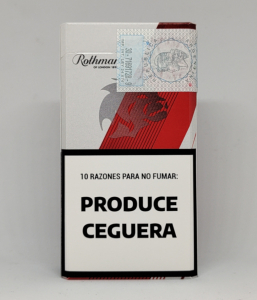 Rothmans
10 RAZONES PARA NO FUMAR:
PRODUCE
CEGUERA